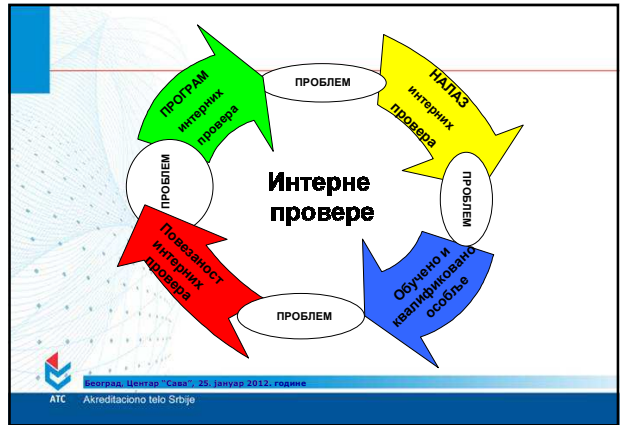 ПРОГРАМ
интерних
провера
ПРОБЛЕМ
НАЛАЗ
интерних
провера
ПРОБЛЕМ
Интерне
провере
ПРОБЛЕМ
Повезаност
интерних
провера
ПРОБЛЕМ
Обучено и
квалификовано
особље
Београд, Центар "Сава", 25. јануар 2012. године
ATC Akreditaciono telo Srbije